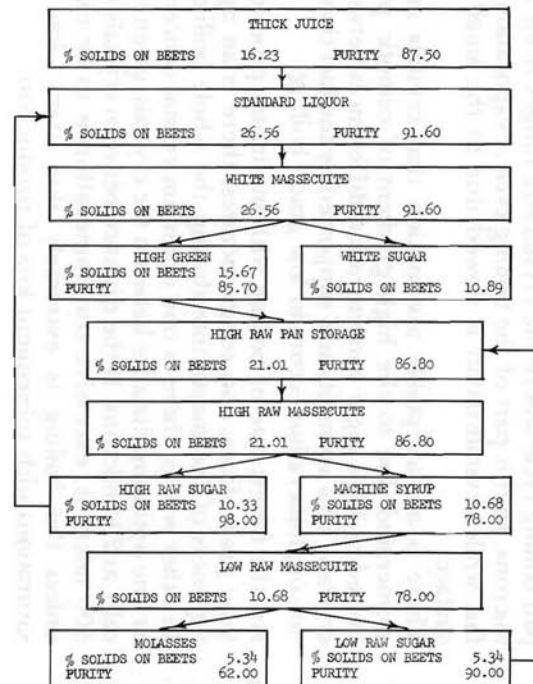 THICK JUICE
% SOLIDS ON BEETS 16.23 PURITY 87.50
STANDARD LIQUOR
% SOLIDS ON BEETS 26.56 PURITY 91.60
WHITE MASSECUITE
% SOLIDS ON BEETS 26.56 PURITY 91.60
HIGH GREEN
% SOLIDS ON BEETS 15.67
PURITY 85.70
WHITE SUGAR
% SOLIDS ON BEETS 10.89
HIGH RAW PAN STORAGE
% SOLIDS ON BEETS 21.01 PURITY 86.80
HIGH RAW MASSECUITE
% SOLIDS ON BEETS 21.01 PURITY 86.80
HIGH RAW SUGAR
% SOLIDS ON BEETS 10.33
PURITY 98.00
MACHINE SYRUP
% SOLIDS ON BEETS 10.68
PURITY 78.00
LOW RAW MASSECUITE
% SOLIDS ON BEETS 10.68 PURITY 78.00
MOLASSES
% SOLIDS ON BEETS 5.34
PURITY 62.00
LOW RAW SUGAR
% SOLIDS ON BEETS 5.34
PURITY 90.00